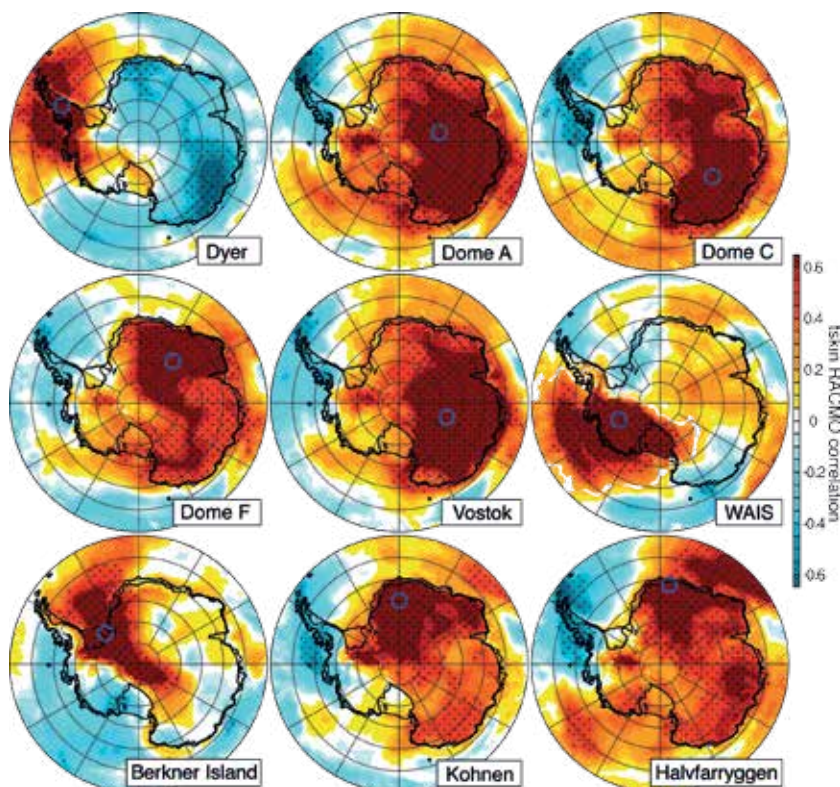 Dyer
Dome A
Dome C
Dome F
Vostok
WAIS
Berkner Island
Kohnen
Halvfarryggen
0.6
0.4
0.2
0
-0.2
-0.4
-0.6
Tskin HACMO correlation